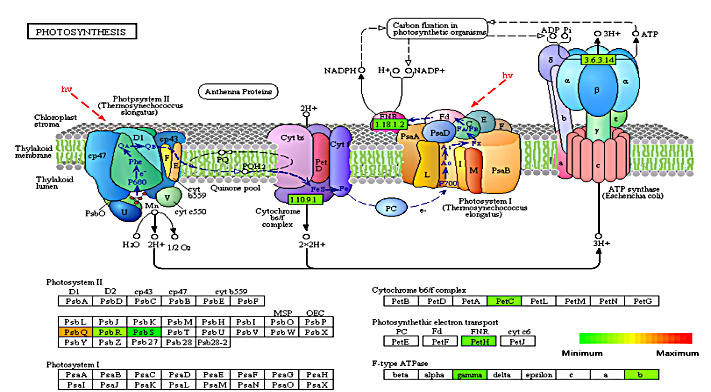 PHOTOSYNTHESIS
Carbon fixation in
photosynthetic organisms
ADP Pi
3H+
ATP
NADPH
H+
NADP+
hν
Antenna Proteins
hν
3.6.3.14
Photosystem II
(Thermosynechococcus
elongatus)
2H+
FNR
1.18.1.2
Fd
Chloroplast
stroma
D1
cp43
Cyt b6
Cyt f
PsaA
PsaD
C
E
F
δ
α
β
α
Thylakoid
membrane
cp47
QA
QB
Phe
F
E
PQ
PQH2
Pet
D
L
I
M
PsaB
b
γ
ε
Thylakoid
lumen
P680
e-
cyt
b559
Quinone pool
FeS
Fe
P700
a
c
PsbO
U
Mn
V
cyt c550
1.10.9.1
PC
e-
Photosystem I
(Thermosynechococcus
elongatus)
ATP synthase
(Escherichia coli)
Cytochrome
b6/f
complex
H2O
2H+
1/2 O2
2×2H+
3H+
Photosystem II
D1 D2 cp43 cp47 cyt b559
PsbA PsbD PsbC PsbB PsbE PsbF
MSP OEC
PsbL PsbJ PsbK PsbM PsbH PsbI PsbO PsbP
PsbQ PsbR PsbS PsbT PsbU PsbV PsbW PsbX
PsbY PsbZ Psb27 Psb28 Psb28-2
Photosystem I
PsaA PsaB PsaC PsaD PsaE PsaF PsaG PsaH
PsaI PsaJ PsaK PsaL PsaM PsaN PsaO PsaX
Cytochrome b6/f complex
PetB PetD PetA PetC PetL PetM PetN PetG
Photosynthetic electron transport
PC Fd FNR cyt c6
PetE PetF PetH PetJ
F-type ATPase
beta alpha gamma delta epsilon c a b
Minimum Maximum